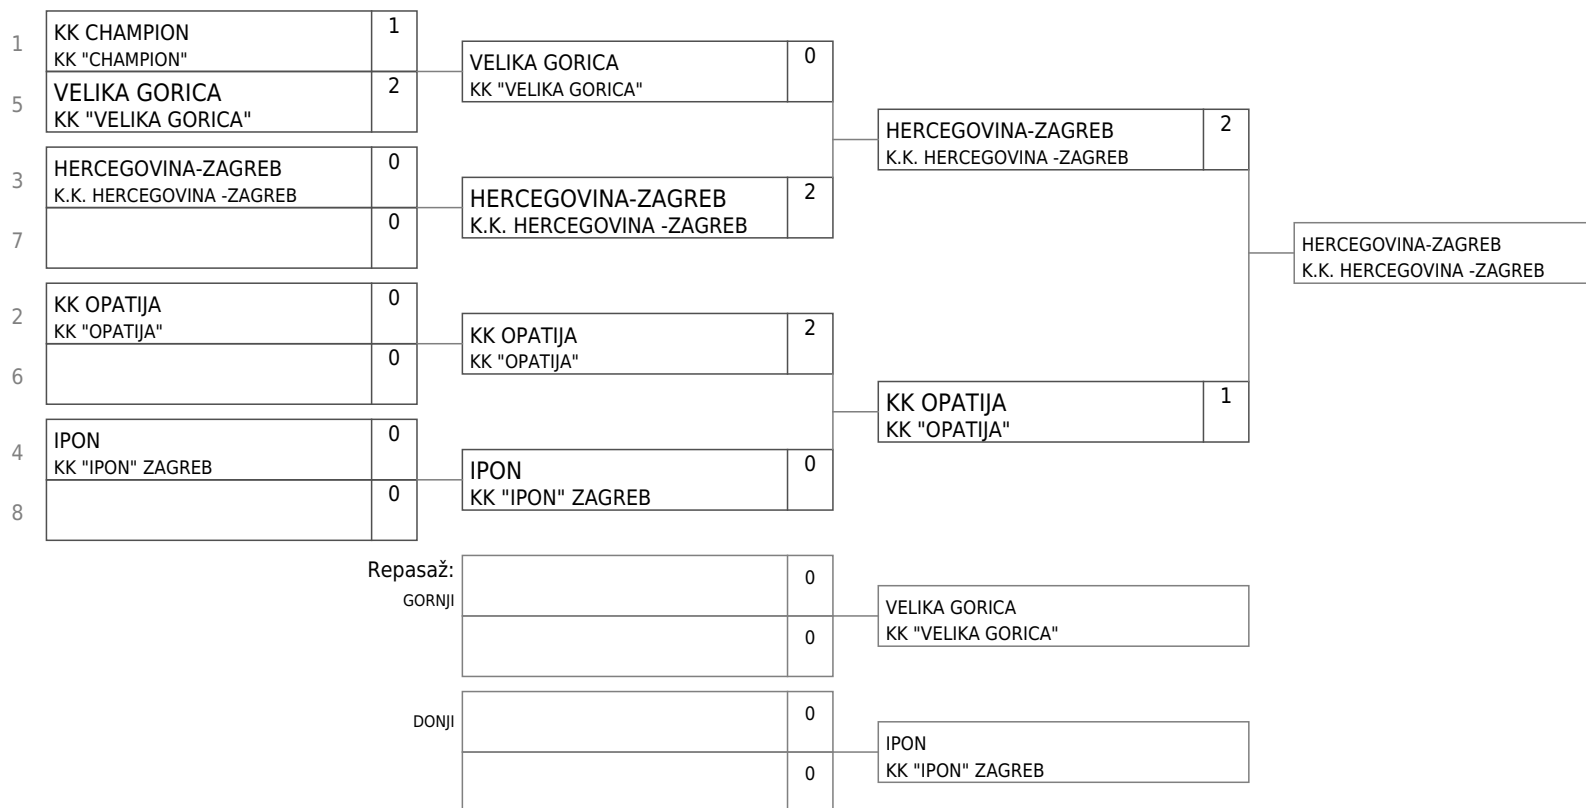 1
KK CHAMPION
KK "CHAMPION"
1
5
VELIKA GORICA
KK "VELIKA GORICA"
2
3
HERCEGOVINA-ZAGREB
K.K. HERCEGOVINA -ZAGREB
0
7
0
2
KK OPATIJA
KK "OPATIJA"
0
6
0
4
IPON
KK "IPON" ZAGREB
0
8
0
VELIKA GORICA
KK "VELIKA GORICA"
0
HERCEGOVINA-ZAGREB
K.K. HERCEGOVINA -ZAGREB
2
KK OPATIJA
KK "OPATIJA"
2
IPON
KK "IPON" ZAGREB
0
HERCEGOVINA-ZAGREB
K.K. HERCEGOVINA -ZAGREB
2
KK OPATIJA
KK "OPATIJA"
1
HERCEGOVINA-ZAGREB
K.K. HERCEGOVINA -ZAGREB
Repasaž:
GORNJI
0
0
VELIKA GORICA
KK "VELIKA GORICA"
DONJI
0
0
IPON
KK "IPON" ZAGREB